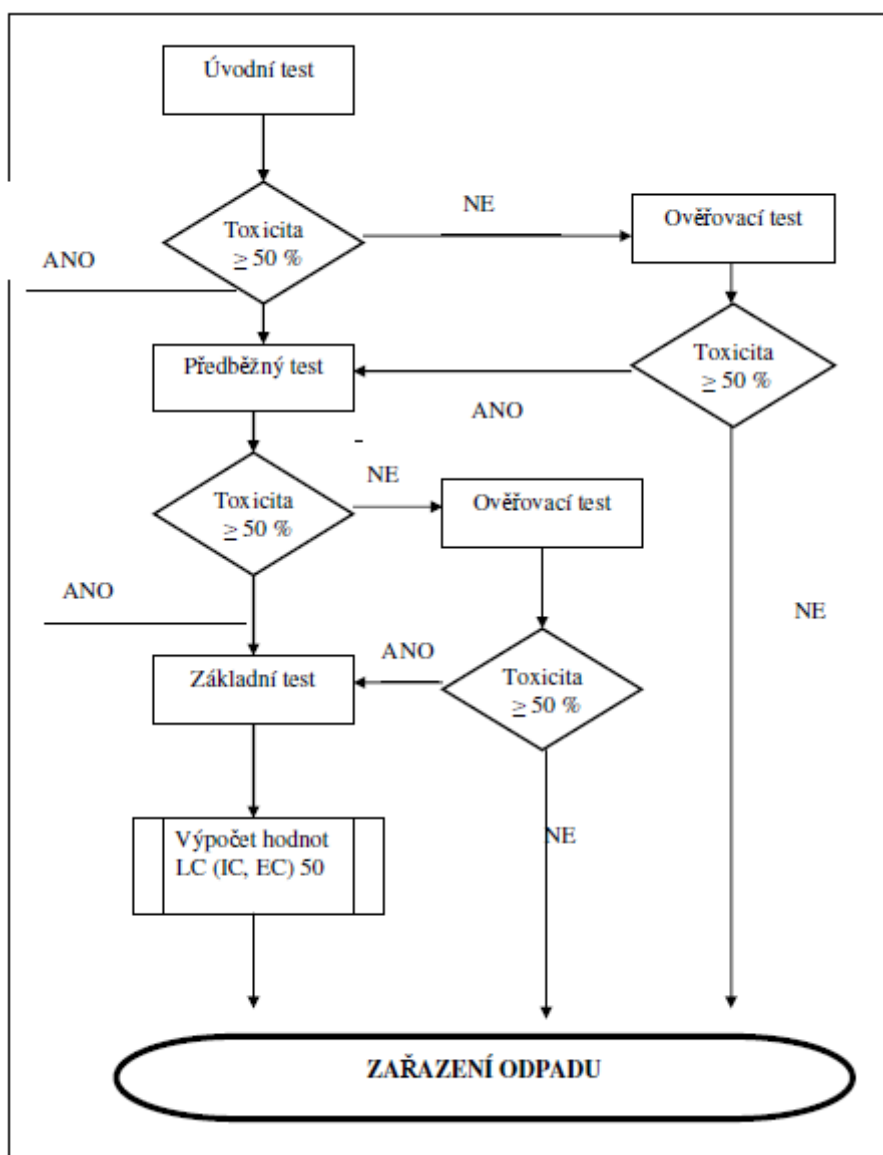 Úvodní test
Toxicita
≥ 50 %
NE
Ověřovací test
ANO
Toxicita
≥ 50 %
Předběžný test
ANO
Toxicita
≥ 50 %
NE
Ověřovací test
ANO
NE
Základní test
ANO
Toxicita
≥ 50 %
Výpočet hodnot
LC (IC, EC) 50
NE
ZAŘAZENÍ ODPADU